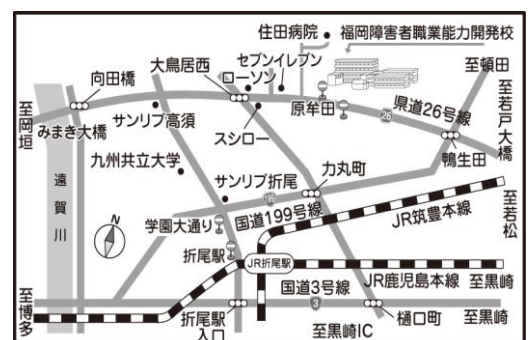 住田病院
福岡障害者職業能力開発校
大鳥居西
セブンイレブン
ローソン
至頓田
向田橋
至岡垣
みまき大橋
サンリブ高須
スシロー
原牟田
県道26号線
26
至若戸大橋
鴨生田
九州共立大学
遠賀川
サンリブ折尾
力丸町
N
学園大通り
199
国道199号線
JR筑豊本線
至若松
折尾駅
JR折尾駅
JR鹿児島本線
至黒崎
至博多
国道3号線
3
折尾駅入口
樋口町
至黒崎
至黒崎IC